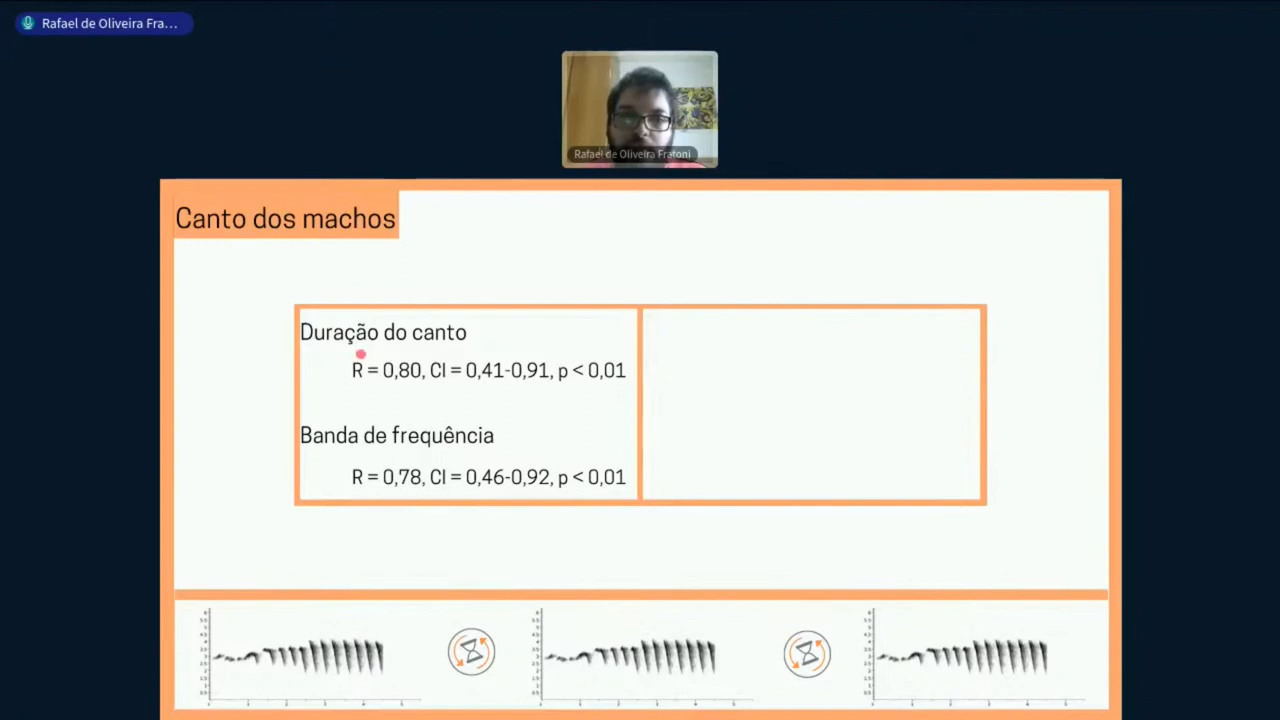 Rafael de Oliveira Fra...
Rafael de Oliveira Fratoni
Canto dos machos
Duração do canto
R = 0,80, CI = 0,41-0,91, p < 0,01
Banda de frequência
R = 0,78, CI = 0,46-0,92, p < 0,01